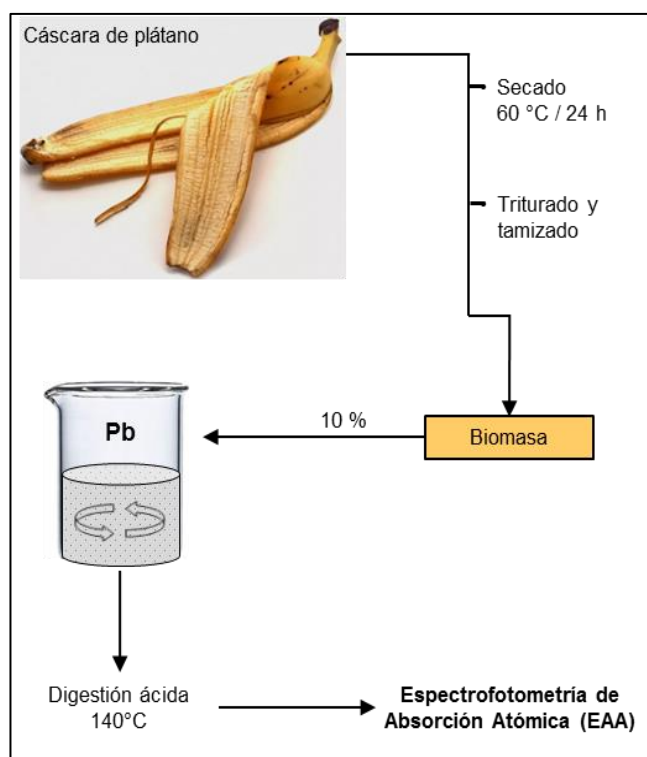 Cáscara de plátano
Secado
60 °C / 24 h
Triturado y
tamizado
Biomasa
10 %
Pb
Digestión ácida
140°C
Espectrofotometría de
Absorción Atómica (EAA)